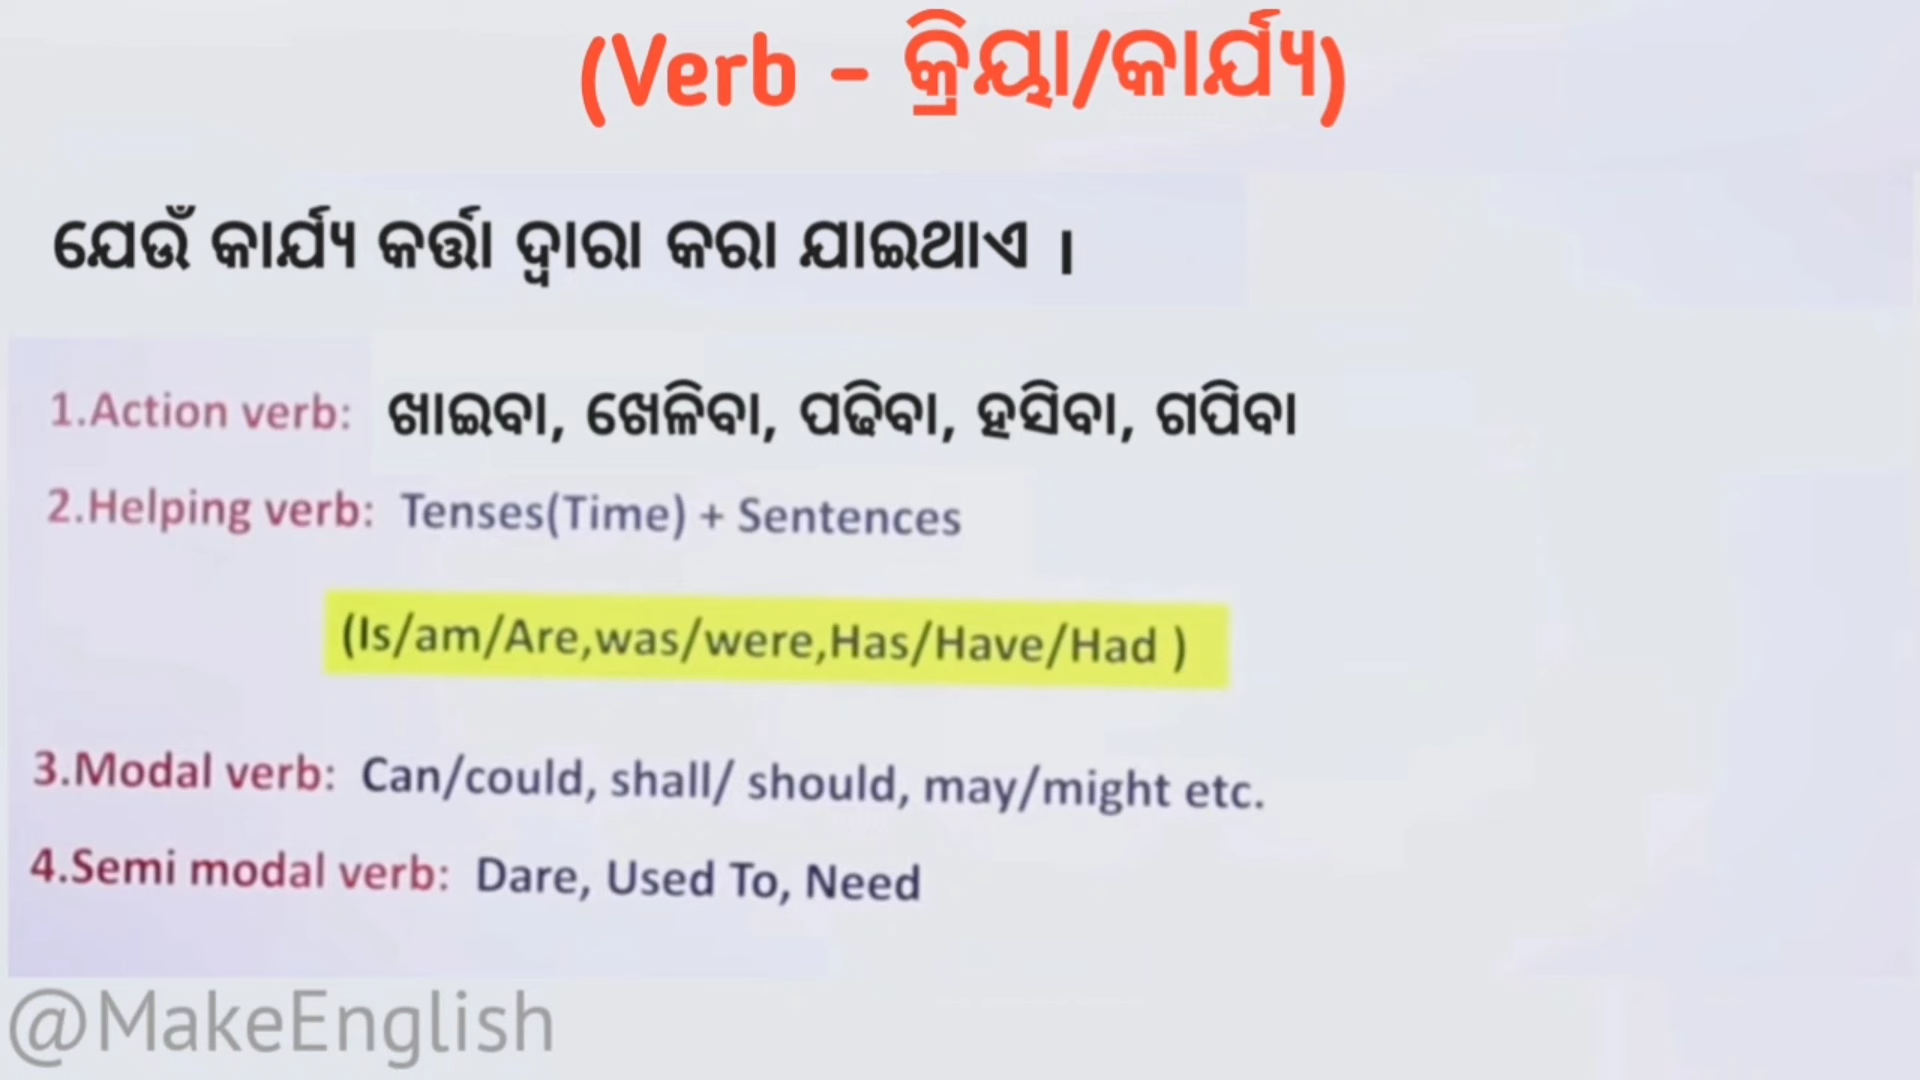 (Verb - କ୍ରିୟା/କାର୍ଯ୍ୟ)
ଯେଉଁ କାର୍ଯ୍ୟ କର୍ତ୍ତା ଦ୍ୱାରା କରା ଯାଇଥାଏ ।
1.Action verb: ଖାଇବା, ଖେଳିବା, ପଢିବା, ହସିବା, ଗପିବା
2.Helping verb: Tenses(Time) + Sentences
(Is/am/Are,was/were,Has/Have/Had )
3.Modal verb: Can/could, shall/ should, may/might etc.
4.Semi modal verb: Dare, Used To, Need
@MakeEnglish